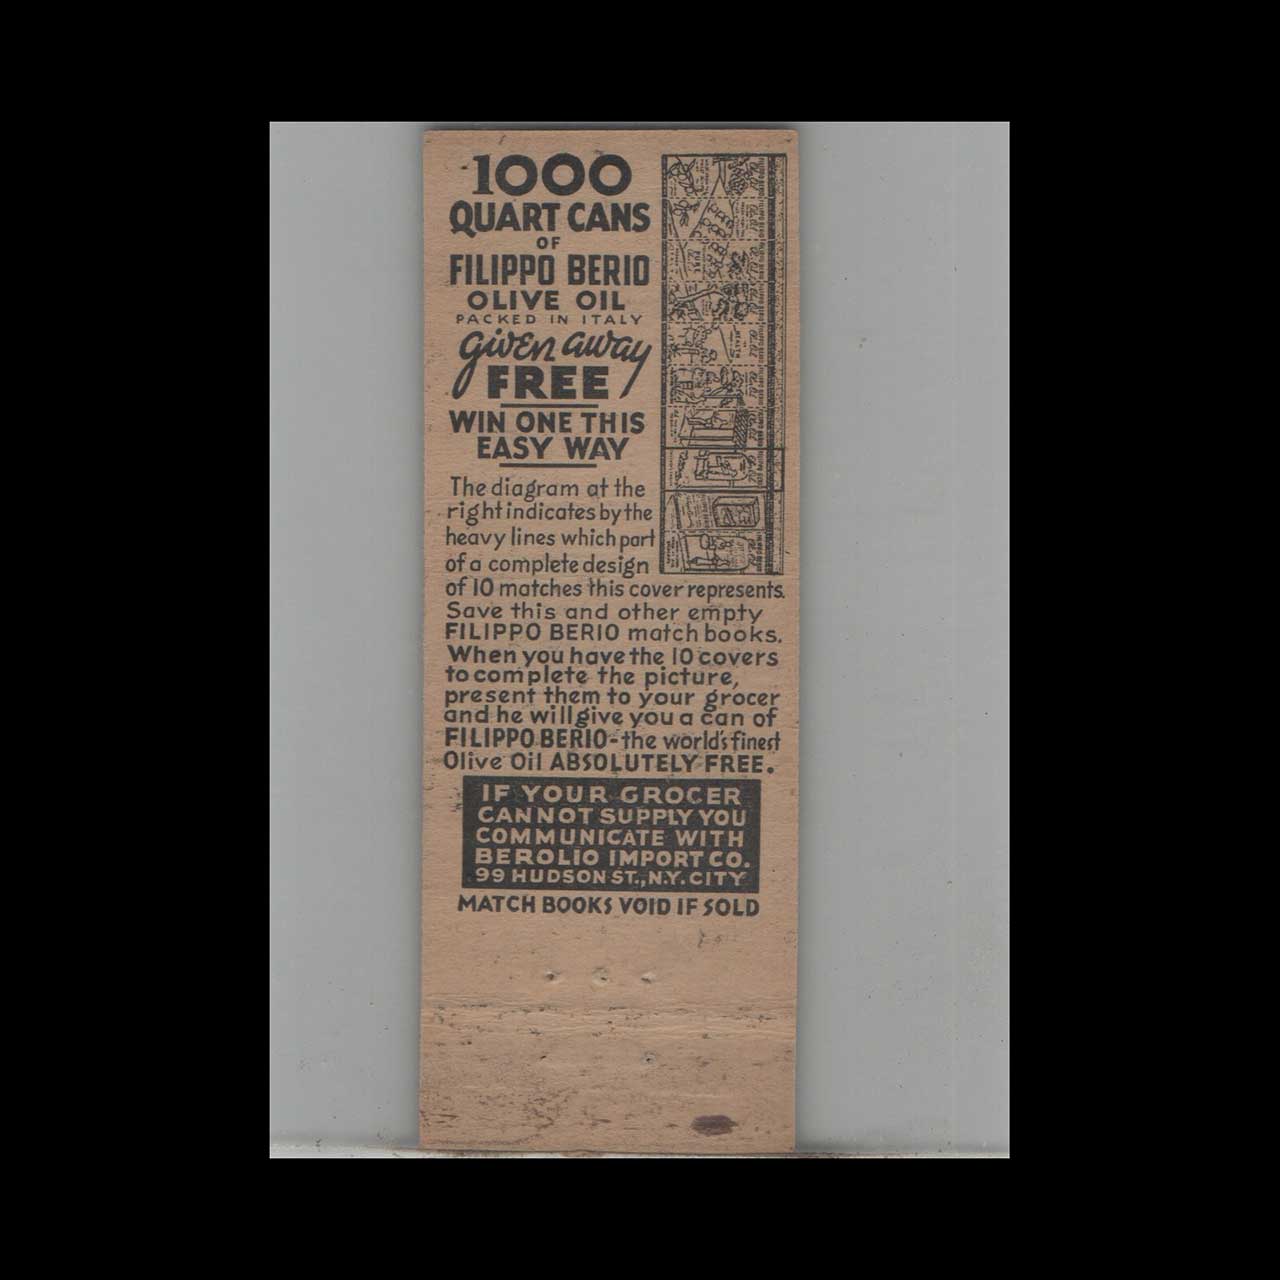 1000
QUART CANS
OF
FILIPPO BERIO
OLIVE OIL
PACKED IN ITALY
given away
FREE
WIN ONE THIS
EASY WAY
The diagram at the
right indicates by the
heavy lines which part
of a complete design
of 10 matches this cover represents.
Save this and other empty
FILIPPO BERIO match books.
When you have the 10 covers
to complete the picture,
present them to your grocer
and he will give you a can of
FILIPPO BERIO-the world's finest
Olive Oil ABSOLUTELY FREE.
IF YOUR GROCER
CANNOT SUPPLY YOU
COMMUNICATE WITH
BEROLIO IMPORT CO.
99 HUDSON ST., N.Y. CITY
MATCH BOOKS VOID IF SOLD